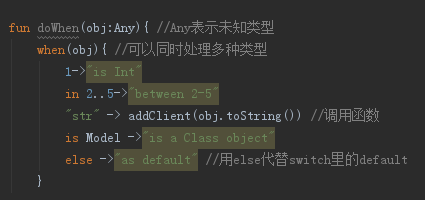 fun doWhen(obj:Any){ //Any表示未知类型
when(obj){ //可以同时处理多种类型
1->"is Int"
in 2..5->"between 2-5"
"str" -> addClient(obj.toString()) //调用函数
is Model ->"is a Class object"
else ->"as default" //用else代替switch里的default
}